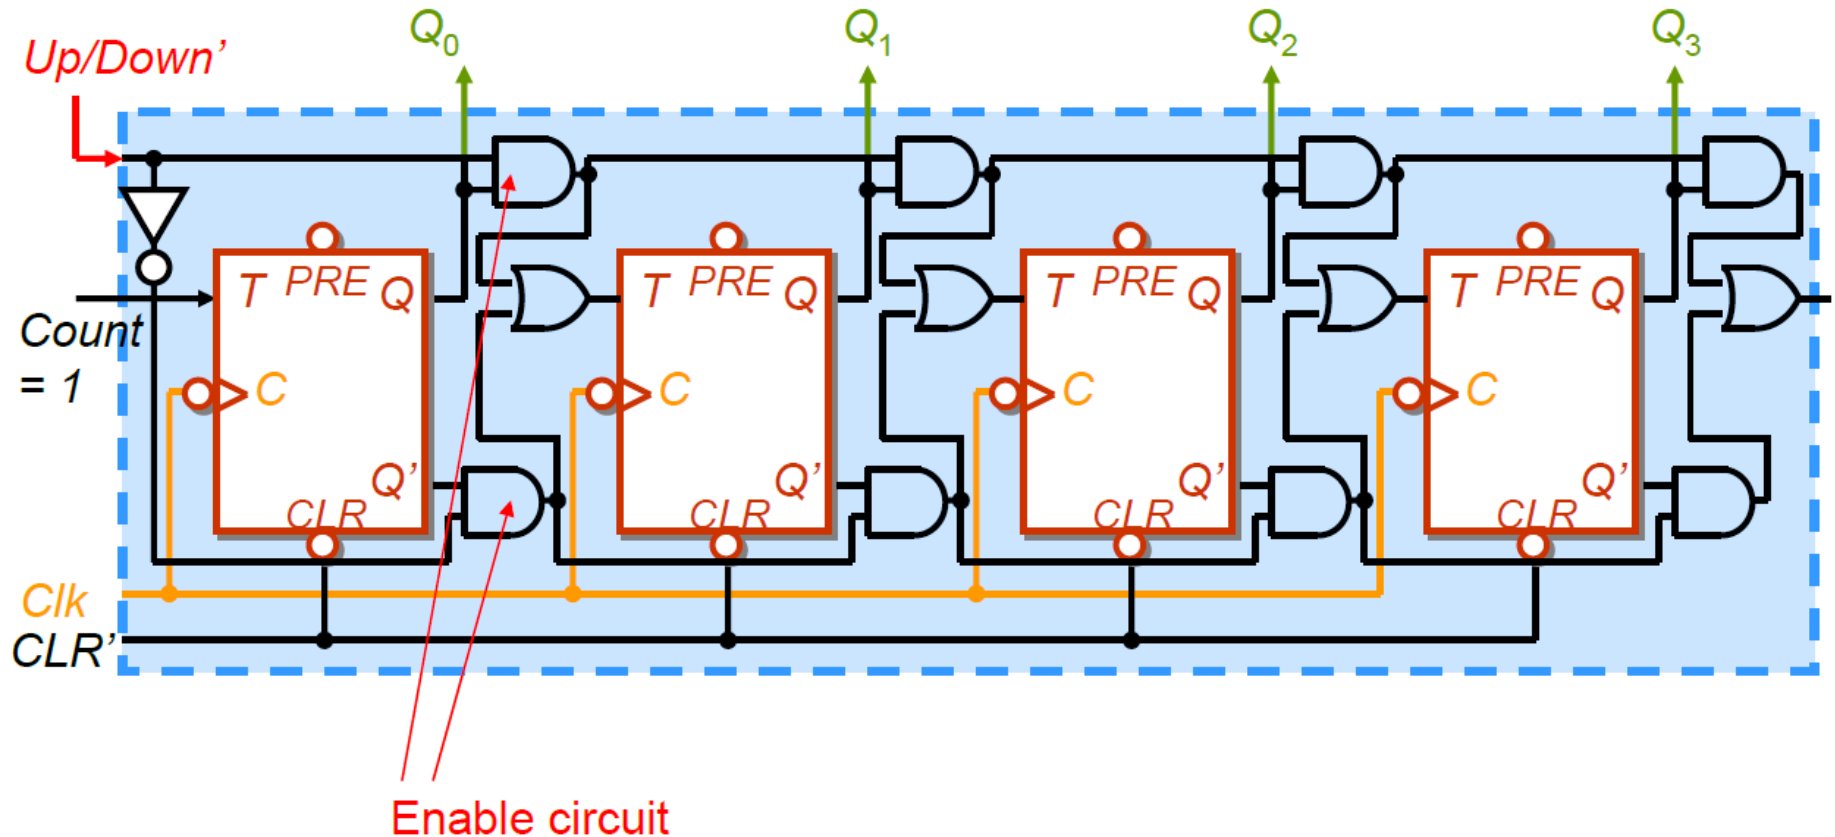 Up/Down’
Q0
Q1
Q2
Q3
T PRE Q
T PRE Q
T PRE Q
T PRE Q
Count
= 1
C
C
C
C
Q’
Q’
Q’
Q’
CLR
CLR
CLR
CLR
Clk
CLR’
Enable circuit